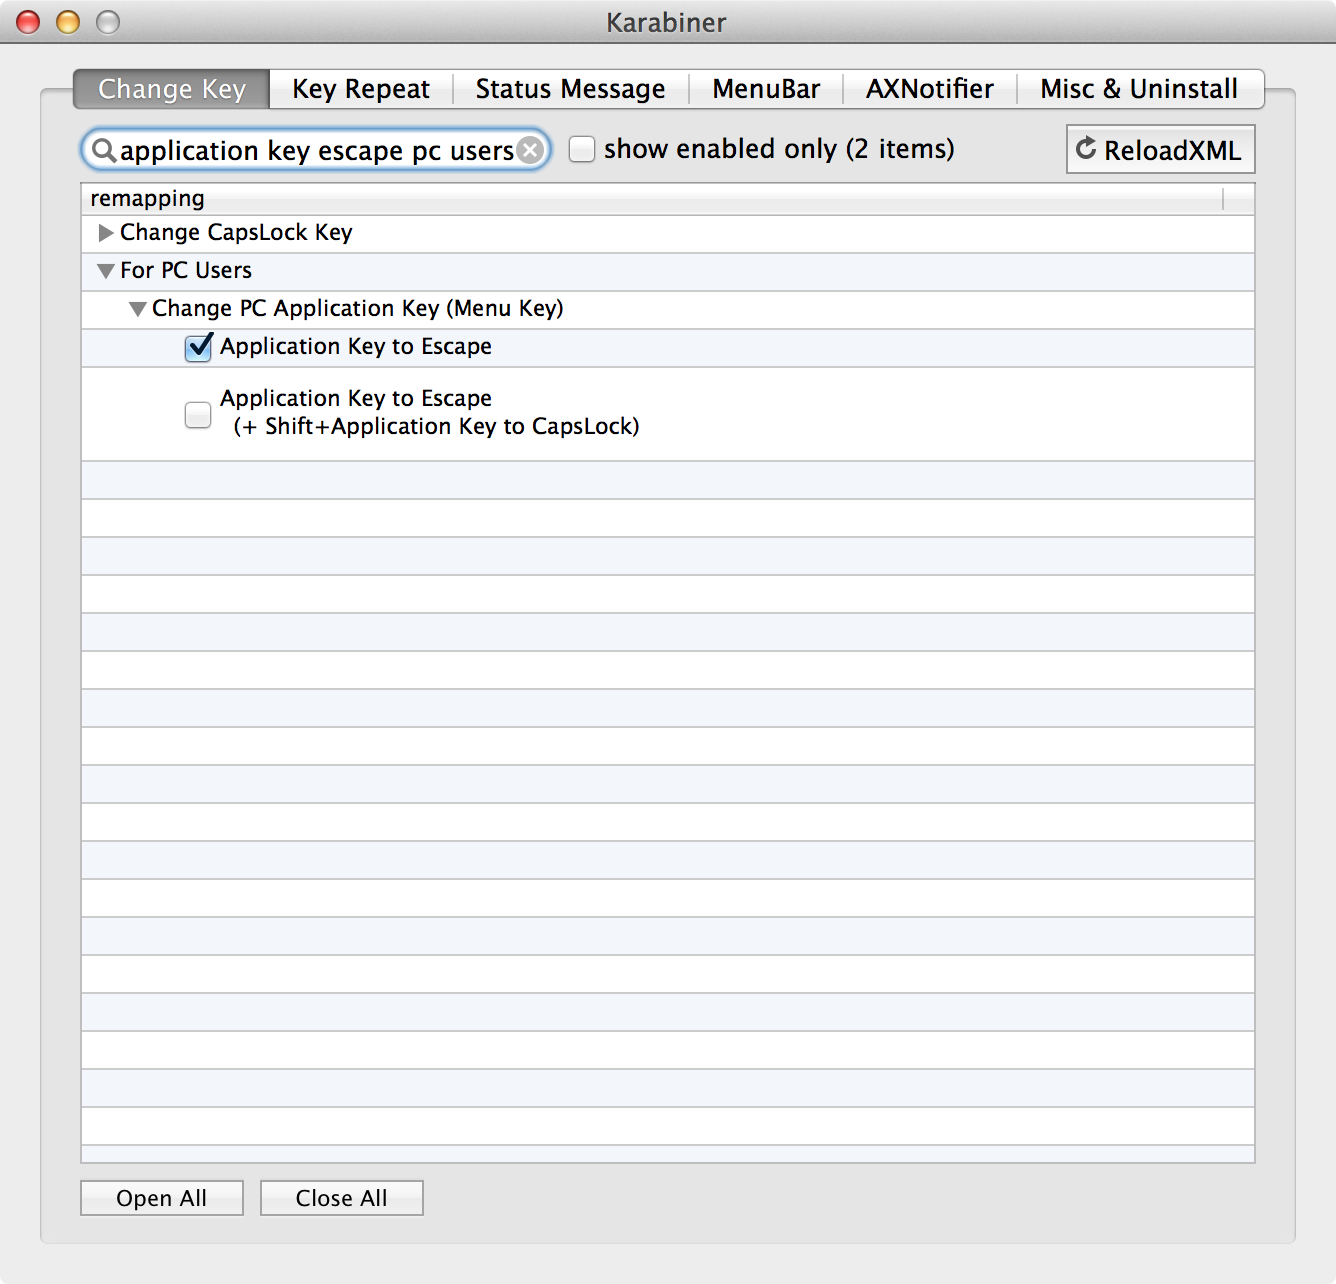 Karabiner
Change Key
Key Repeat
Status Message
MenuBar
AXNotifier
Misc & Uninstall
application key escape pc users
show enabled only (2 items)
ReloadXML
remapping
Change CapsLock Key
For PC Users
Change PC Application Key (Menu Key)
Application Key to Escape
Application Key to Escape
(+ Shift+Application Key to CapsLock)
Open All
Close All